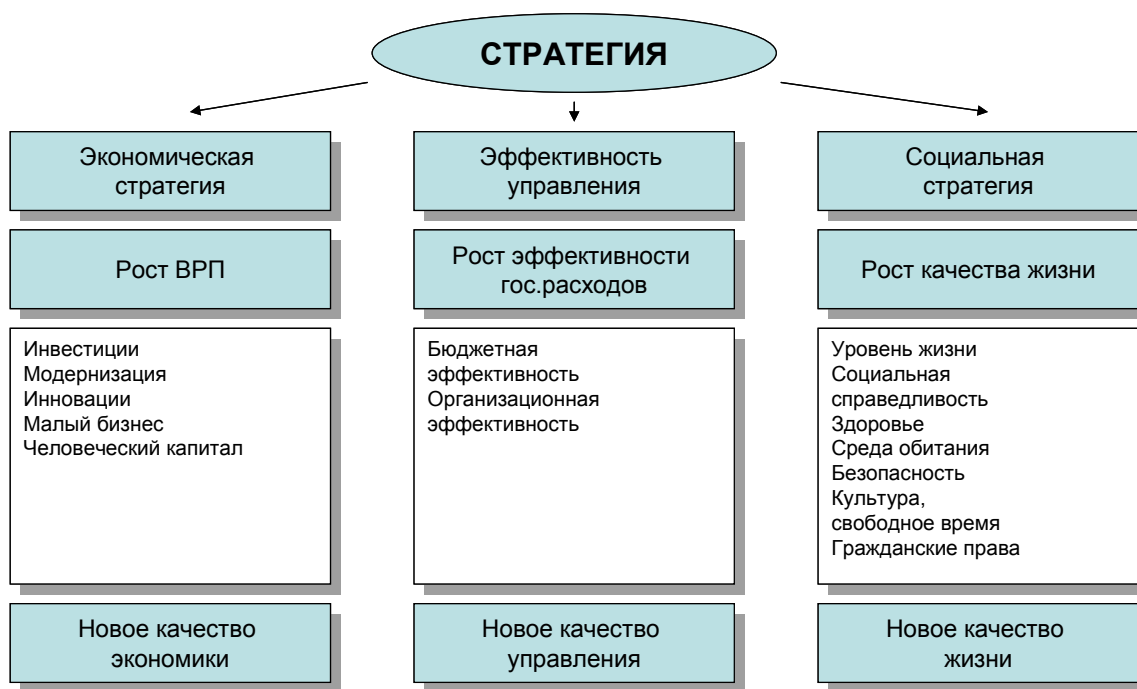 СТРАТЕГИЯ
Экономическая
стратегия
Эффективность
управления
Социальная
стратегия
Рост ВРП
Рост эффективности
гос.расходов
Рост качества жизни
Инвестиции
Модернизация
Инновации
Малый бизнес
Человеческий капитал
Бюджетная
эффективность
Организационная
эффективность
Уровень жизни
Социальная
справедливость
Здоровье
Среда обитания
Безопасность
Культура,
свободное время
Гражданские права
Новое качество
экономики
Новое качество
управления
Новое качество
жизни